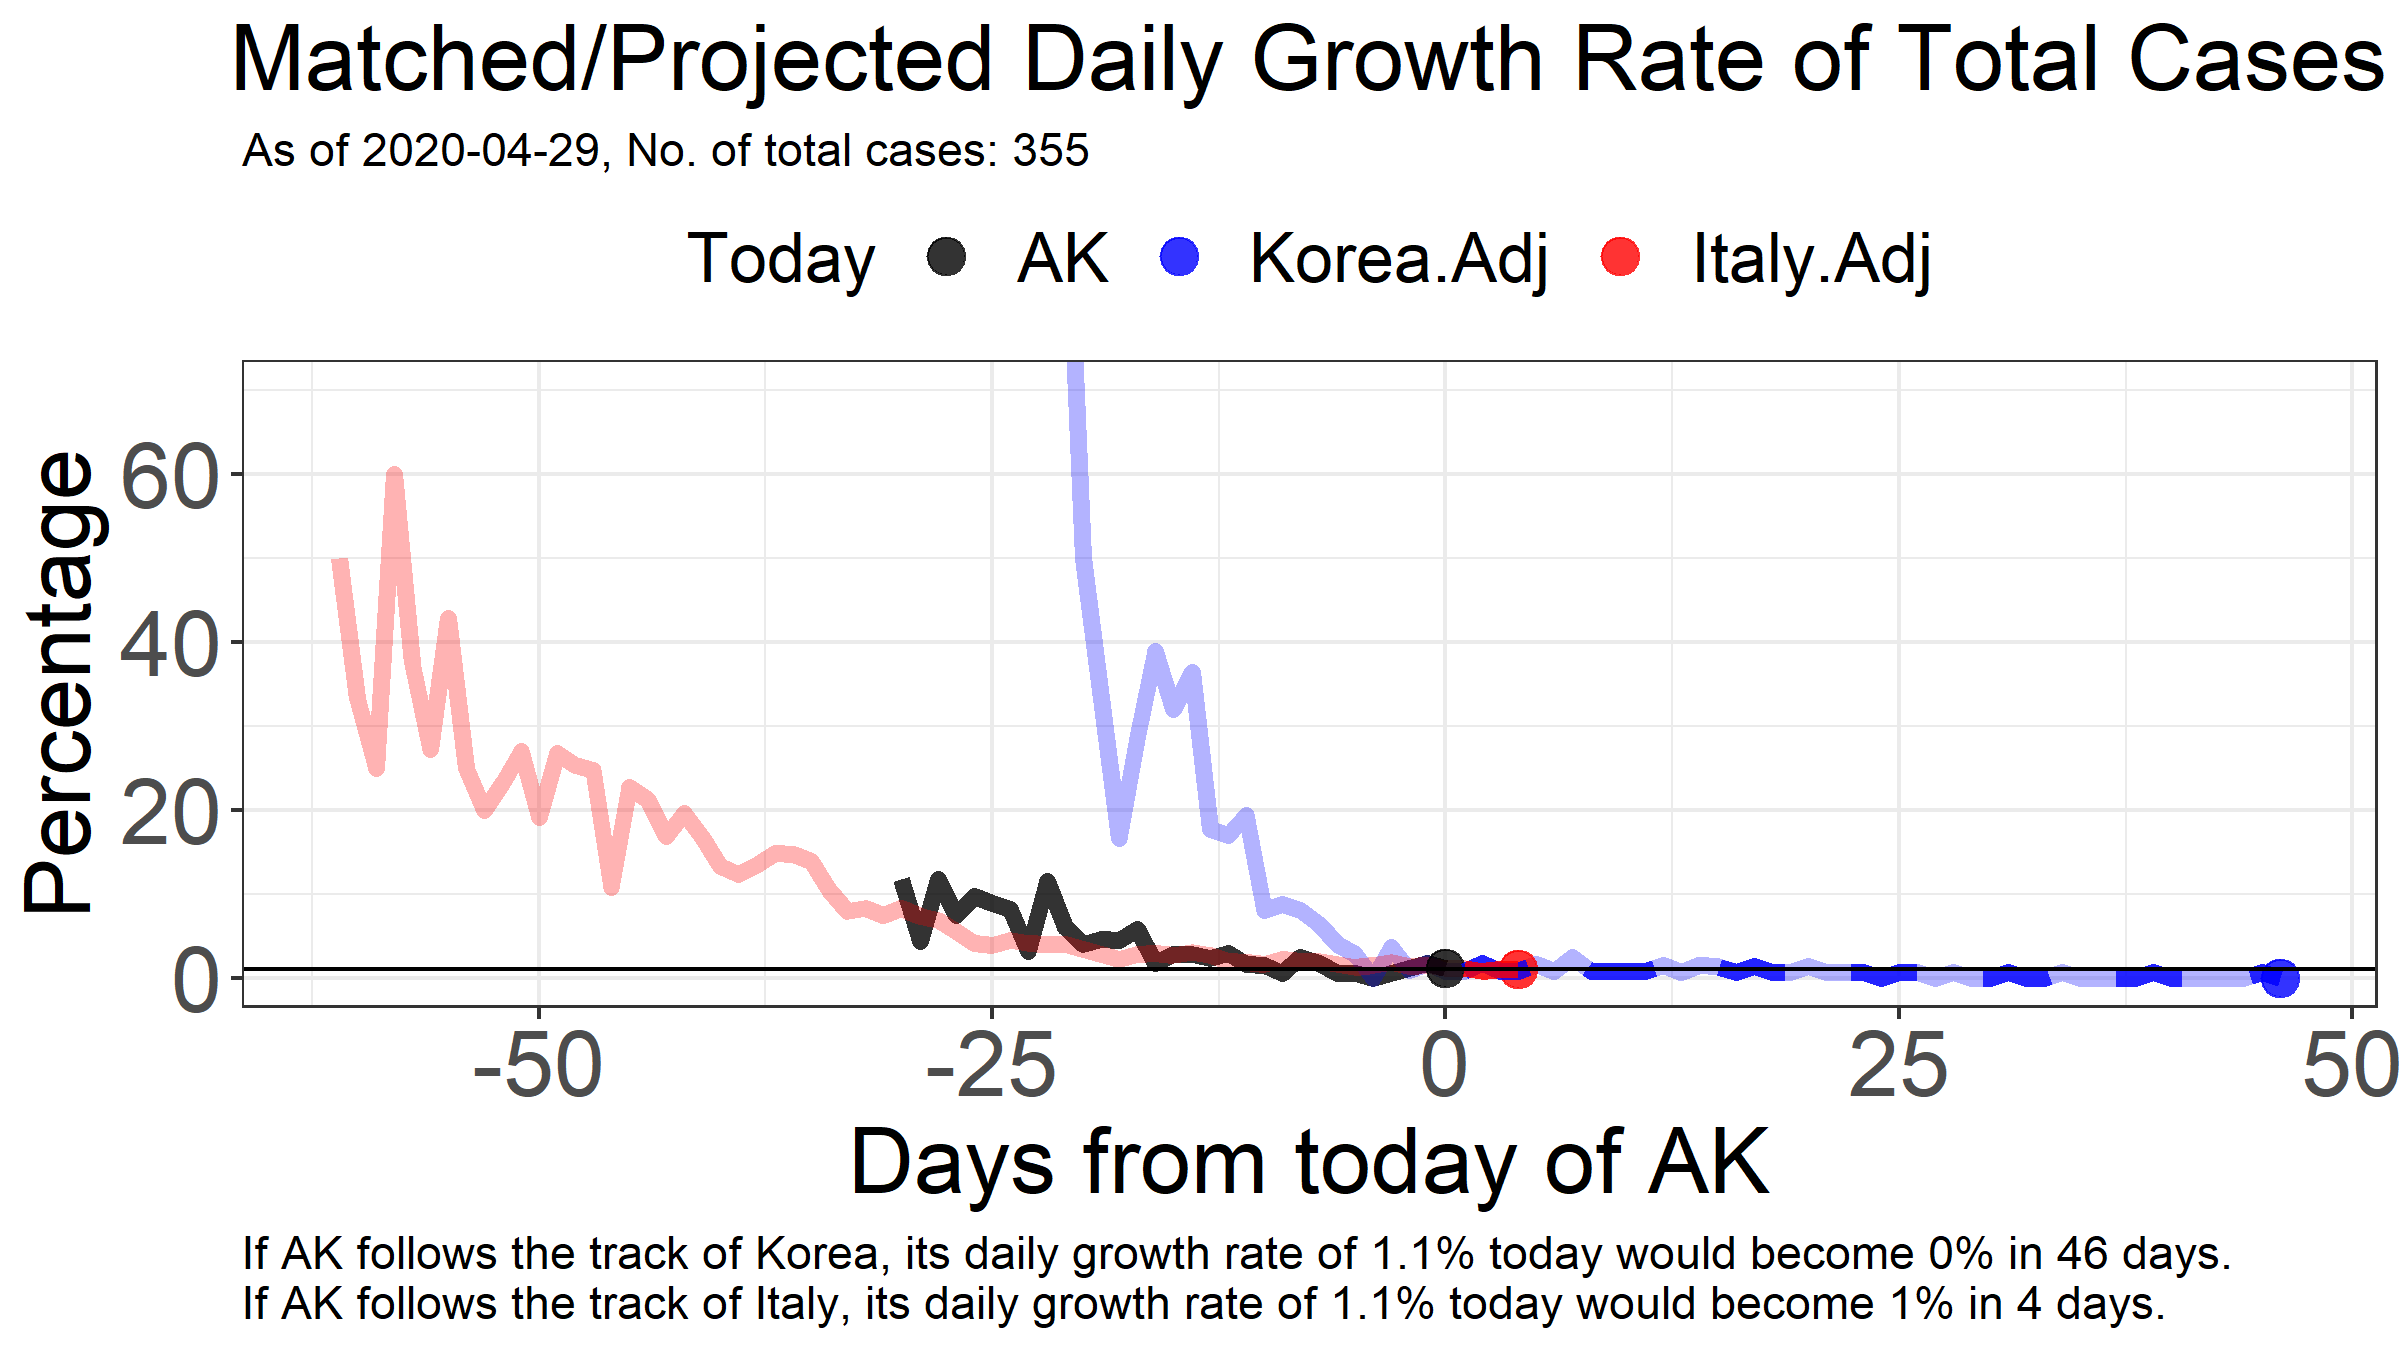 Matched/Projected Daily Growth Rate of Total Cases
As of 2020-04-29, No. of total cases: 355
Today AK Korea.Adj Italy.Adj
Percentage
60
40
20
0
-50 -25 0 25 50
Days from today of AK
If AK follows the track of Korea, its daily growth rate of 1.1% today would become 0% in 46 days.
If AK follows the track of Italy, its daily growth rate of 1.1% today would become 1% in 4 days.